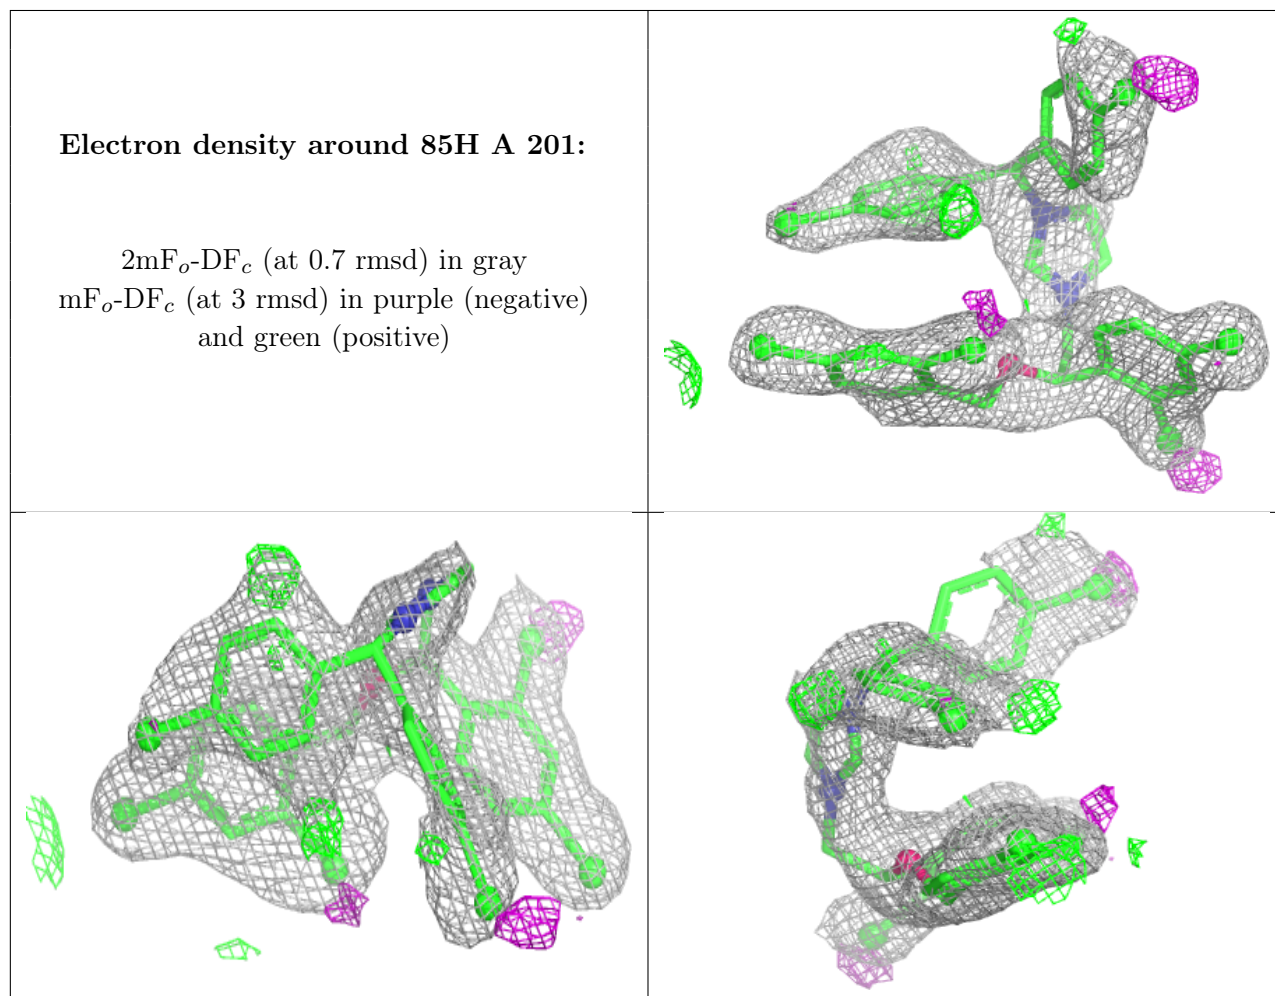 Electron density around 85H A 201:
2mFo-DFc (at 0.7 rmsd) in gray
mFo-DFc (at 3 rmsd) in purple (negative)
and green (positive)